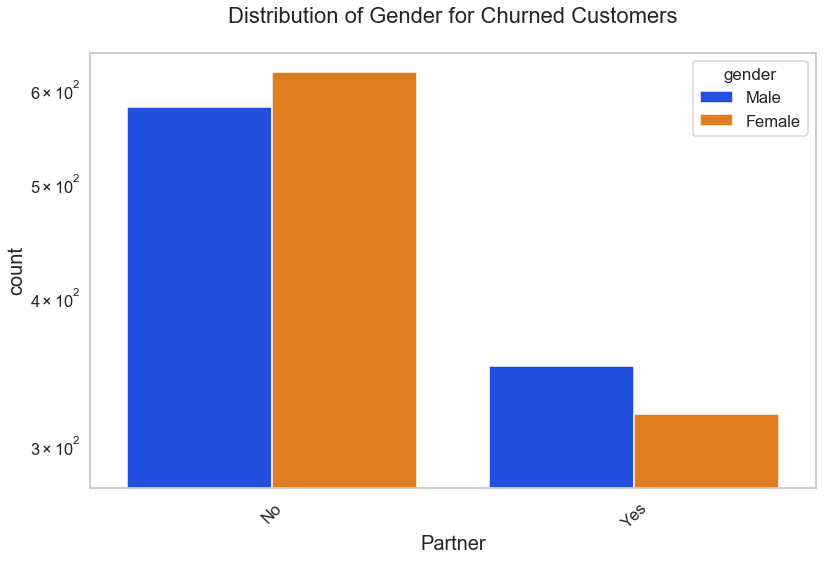 Distribution of Gender for Churned Customers
gender
Male
Female
6 × 10²
5 × 10²
4 × 10²
3 × 10²
count
No
Yes
Partner